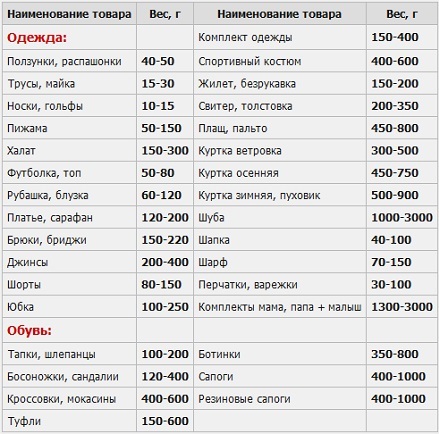 Наименование товара Вес, г Наименование товара Вес, г
Одежда: Комплект одежды 150-400
Ползунки, распашонки 40-50 Спортивный костюм 400-600
Трусы, майка 15-30 Жилет, безрукавка 150-200
Носки, гольфы 10-15 Свитер, толстовка 200-350
Пижама 50-150 Плащ, пальто 450-800
Халат 150-300 Куртка ветровка 300-500
Футболка, топ 50-80 Куртка осенняя 450-750
Рубашка, блузка 60-120 Куртка зимняя, пуховик 500-900
Платье, сарафан 120-200 Шуба 1000-3000
Брюки, бриджи 150-220 Шапка 40-100
Джинсы 200-400 Шарф 70-150
Шорты 80-150 Перчатки, варежки 30-100
Юбка 100-250 Комплекты мама, папа + малыш 1300-3000
Обувь:
Тапки, шлепанцы 100-200 Ботинки 350-800
Босоножки, сандалии 120-400 Сапоги 400-1000
Кроссовки, мокасины 400-600 Резиновые сапоги 400-1000
Туфли 150-600